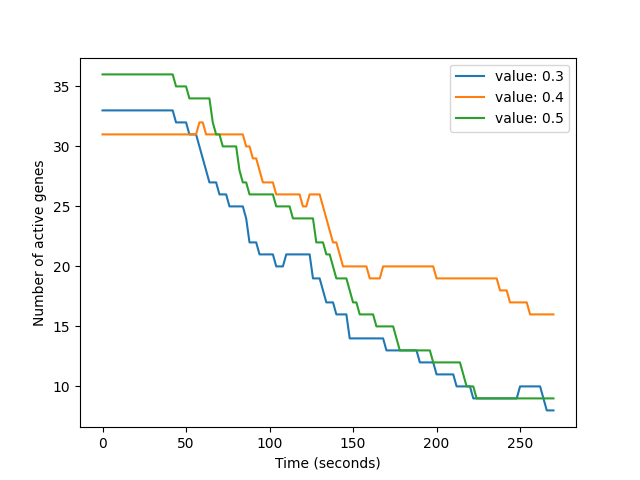 value: 0.3
value: 0.4
value: 0.5
35
30
25
20
15
10
Number of active genes
0 50 100 150 200 250
Time (seconds)